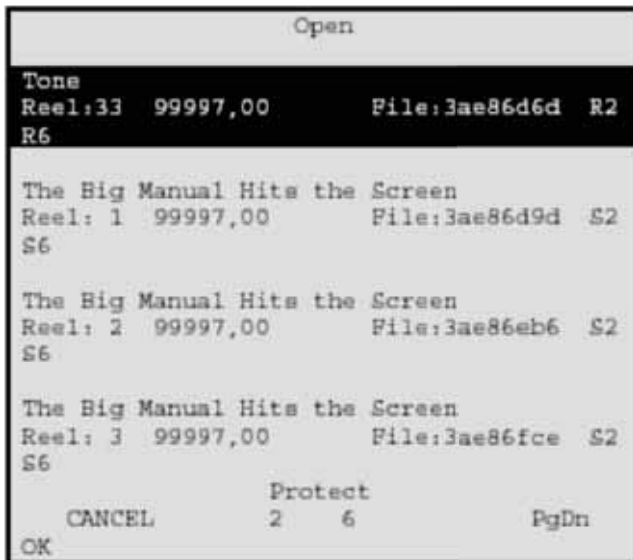 Open
Tone
Reel:33 99997,00 File:3ae86d6d R2
R6
The Big Manual Hits the Screen
Reel: 1 99997,00 File:3ae86d9d S2
S6
The Big Manual Hits the Screen
Reel: 2 99997,00 File:3ae86eb6 S2
S6
The Big Manual Hits the Screen
Reel: 3 99997,00 File:3ae86fce S2
S6
Protect
CANCEL 2 6 PgDn
OK